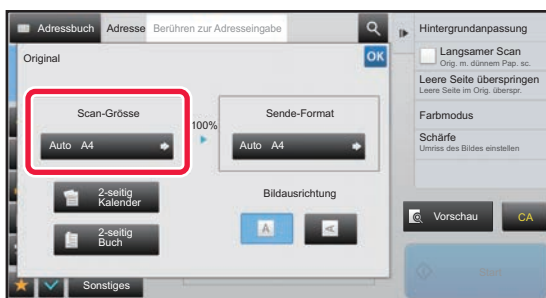 Adressbuch Adresse Berühren zur Adresseingabe
Original
OK
Scan-Grösse
Auto A4
100%
Sende-Format
Auto A4
2-seitig
Kalender
2-seitig
Buch
Bildausrichtung
A
A
Sonstiges
Hintergrundanpassung
Langsamer Scan
Orig. m. dünnem Pap. sc.
Leere Seite überspringen
Leere Seite im Orig. überspr.
Farbmodus
Schärfe
Umriss des Bildes einstellen
Vorschau
CA
Start